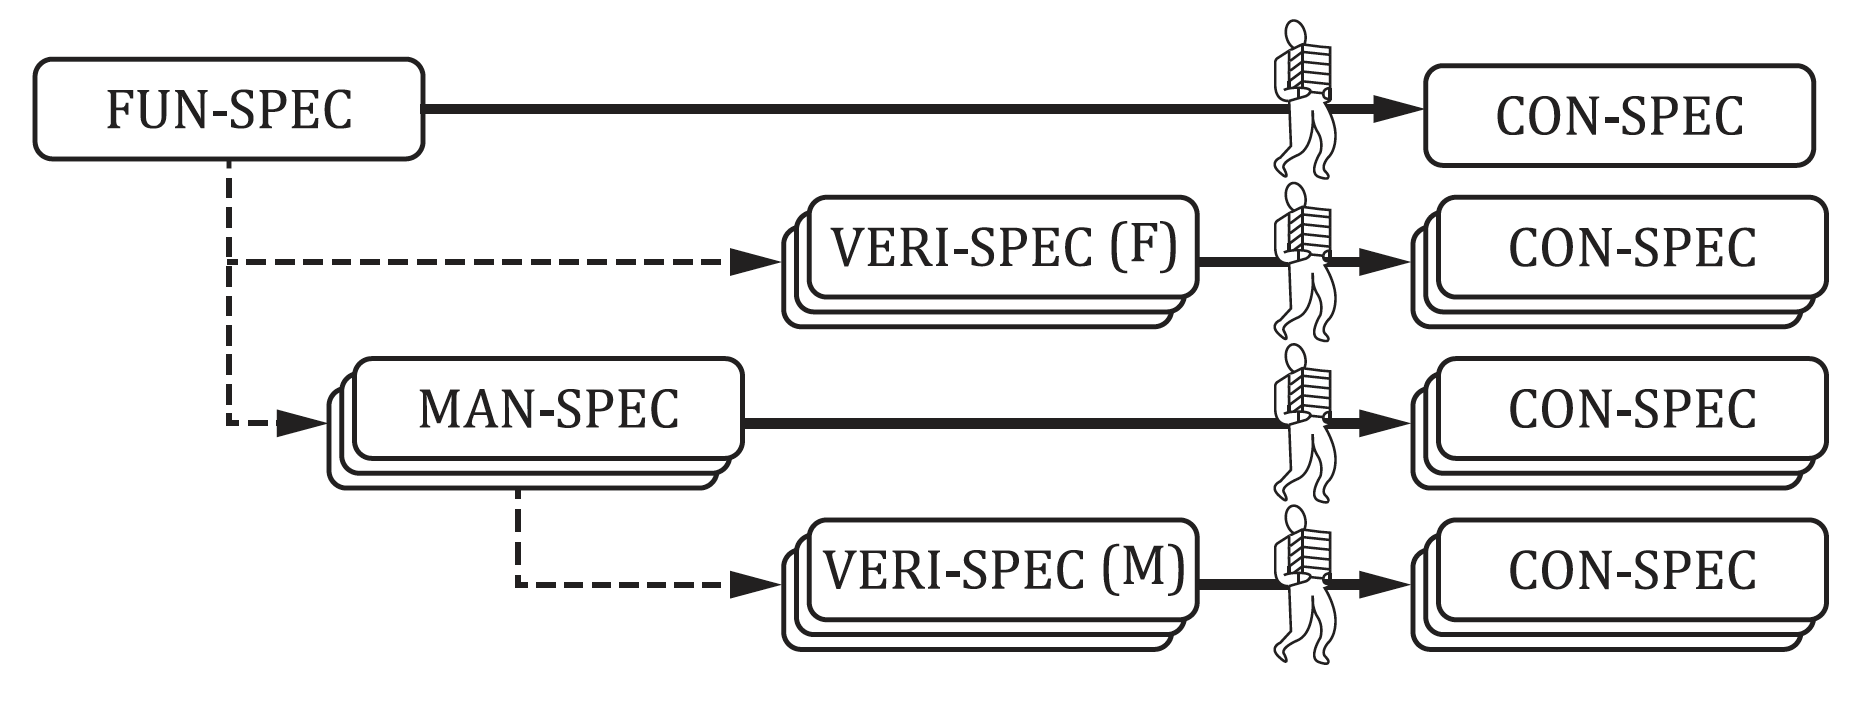 FUN-SPEC
CON-SPEC
VERI-SPEC (F)
CON-SPEC
MAN-SPEC
CON-SPEC
VERI-SPEC (M)
CON-SPEC